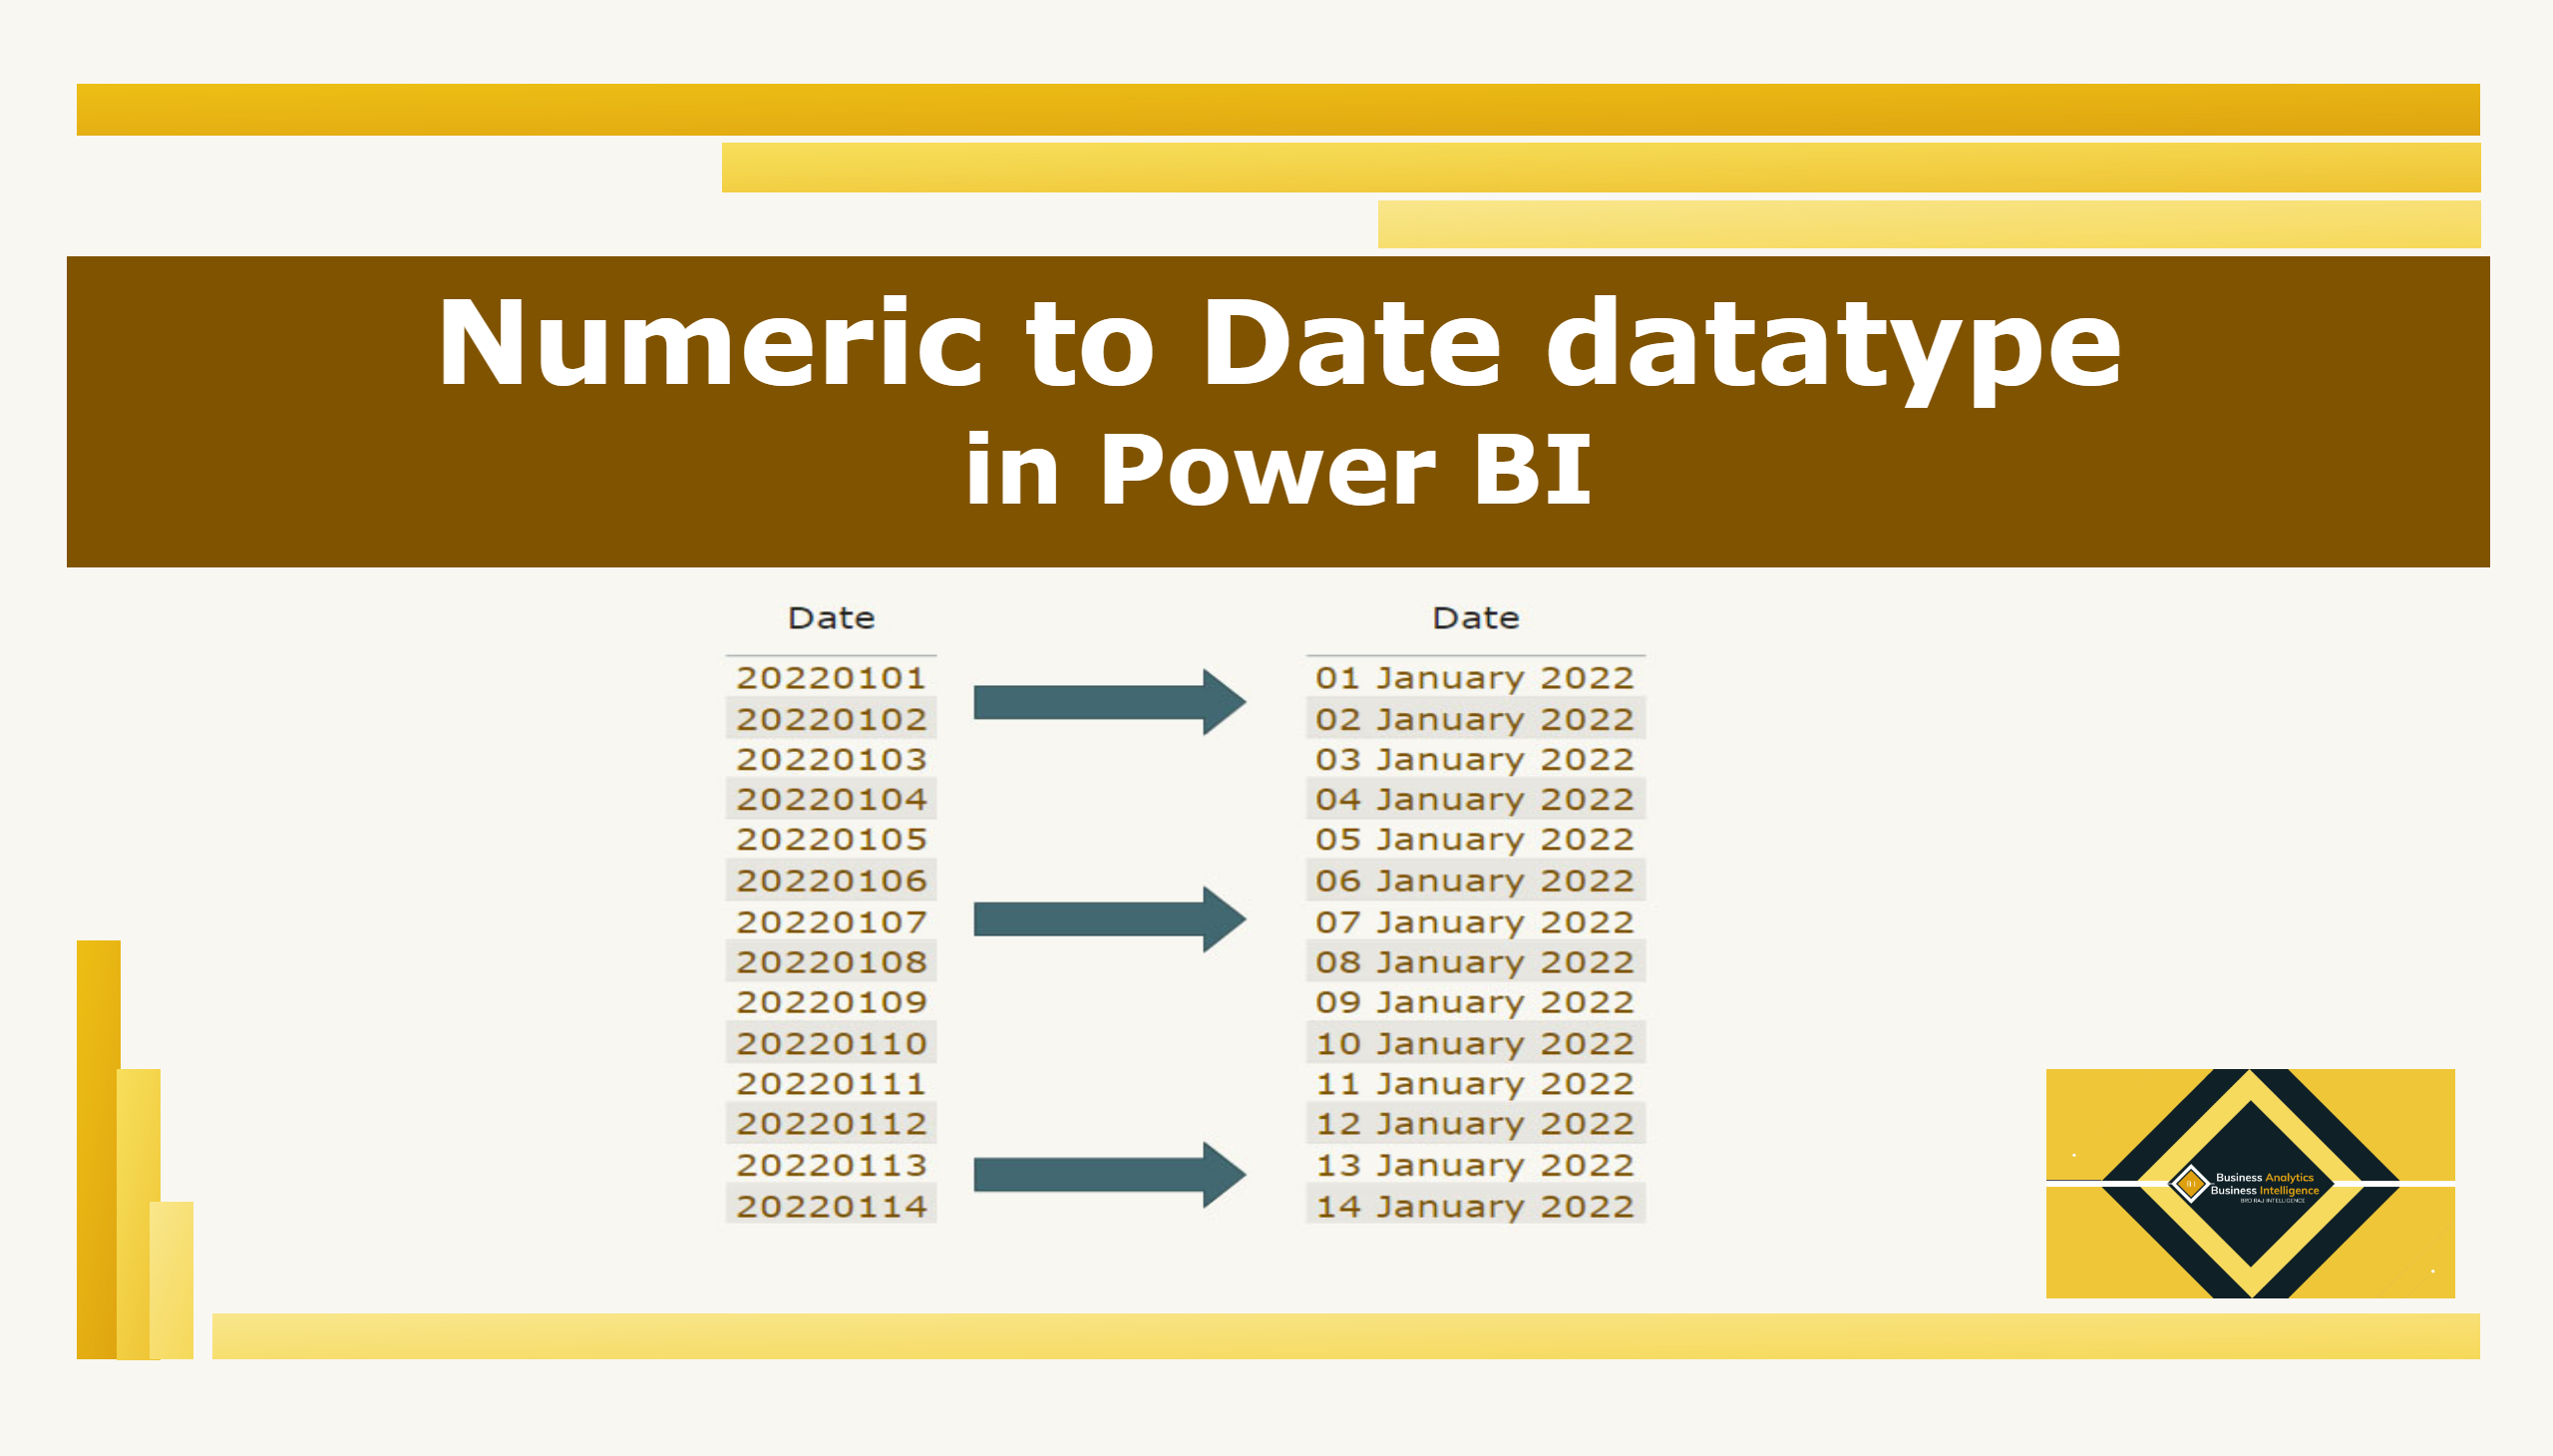 Numeric to Date datatype
in Power BI
Date Date
20220101 01 January 2022
20220102 02 January 2022
20220103 03 January 2022
20220104 04 January 2022
20220105 05 January 2022
20220106 06 January 2022
20220107 07 January 2022
20220108 08 January 2022
20220109 09 January 2022
20220110 10 January 2022
20220111 11 January 2022
20220112 12 January 2022
20220113 13 January 2022
20220114 14 January 2022
Business Analytics
Business Intelligence
BRO RAJ INTELLIGENCE